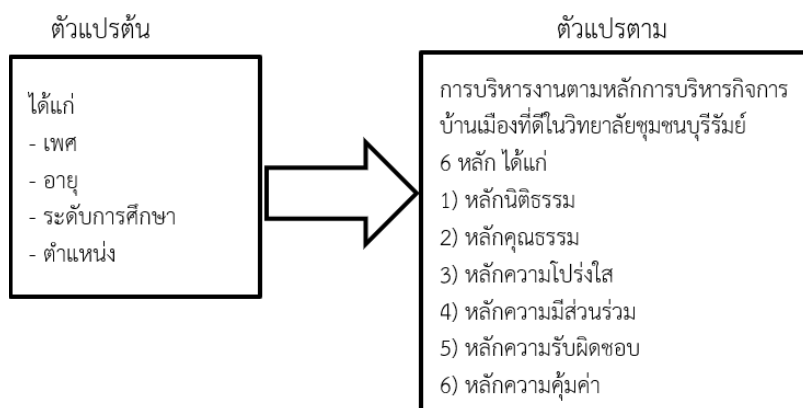 ตัวแปรต้น
ได้แก่
- เพศ
- อายุ
- ระดับการศึกษา
- ตำแหน่ง
ตัวแปรตาม
การบริหารงานตามหลักการบริหารกิจการ
บ้านเมืองที่ดีในวิทยาลัยชุมชนบุรีรัมย์
6 หลัก ได้แก่
1) หลักนิติธรรม
2) หลักคุณธรรม
3) หลักความโปร่งใส
4) หลักความมีส่วนร่วม
5) หลักความรับผิดชอบ
6) หลักความคุ้มค่า